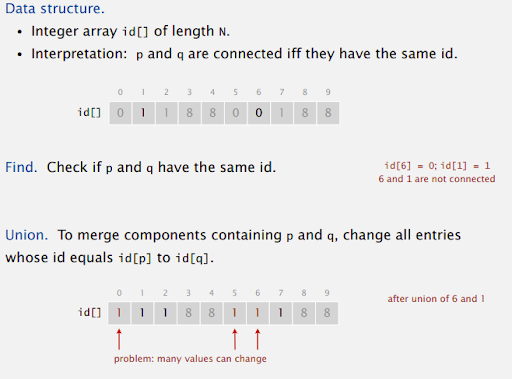 Data structure.
• Integer array id[] of length N.
• Interpretation: p and q are connected iff they have the same id.
0 1 2 3 4 5 6 7 8 9
id[] 0 1 1 8 8 0 0 1 8 8
Find. Check if p and q have the same id.
id[6] = 0; id[1] = 1
6 and 1 are not connected
Union. To merge components containing p and q, change all entries
whose id equals id[p] to id[q].
0 1 2 3 4 5 6 7 8 9
id[] 1 1 1 8 8 1 1 1 8 8
after union of 6 and 1
problem: many values can change